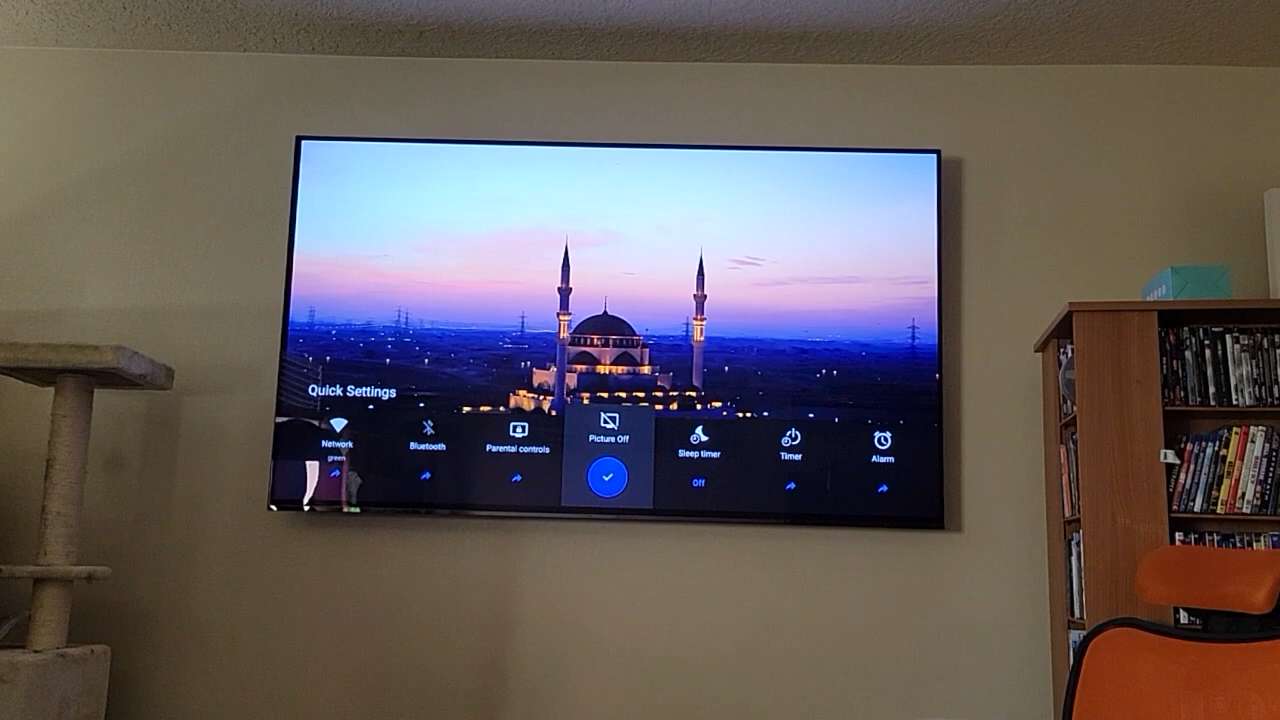 Quick Settings
Network
green
Bluetooth
Parental controls
Picture Off
Sleep timer
Off
Timer
Alarm